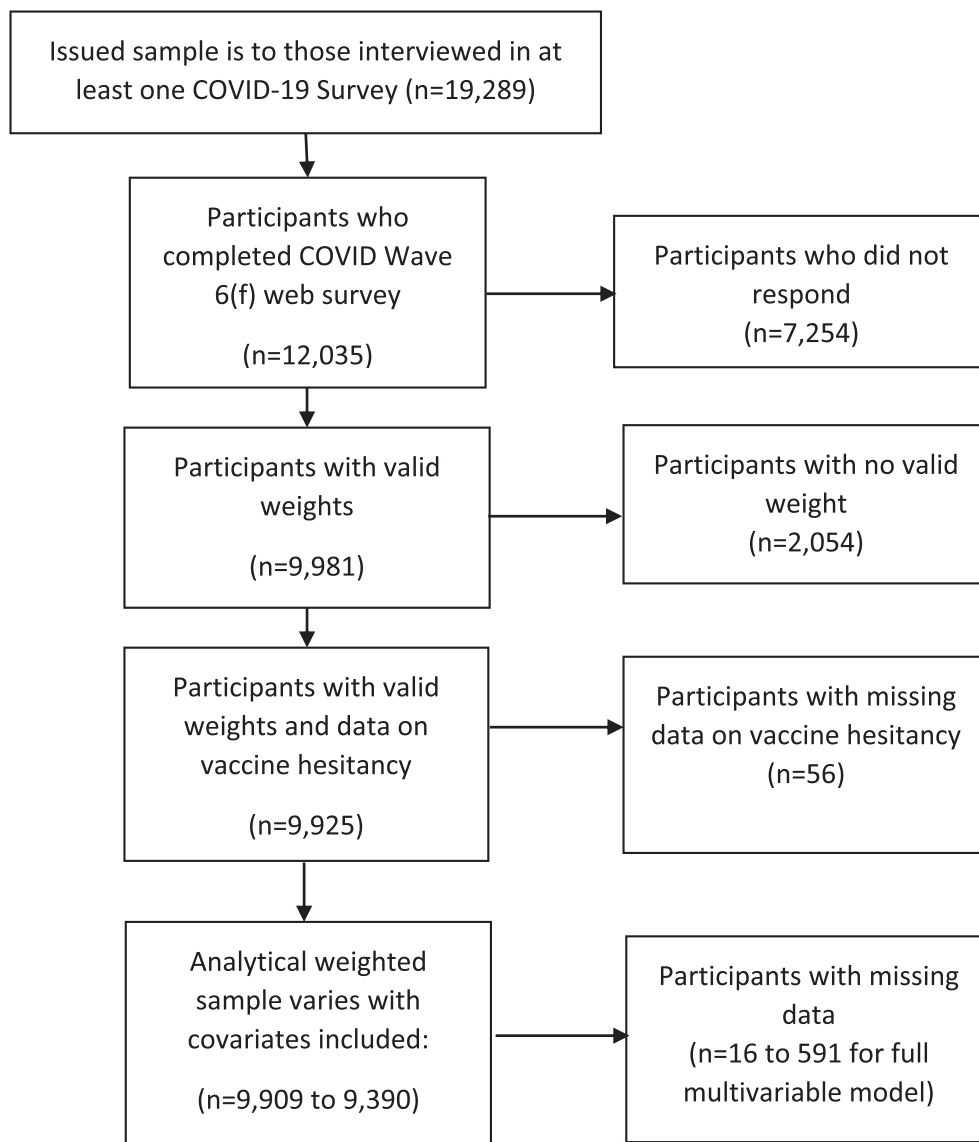 Issued sample is to those interviewed in at
least one COVID-19 Survey (n=19,289)
Participants who
completed COVID Wave
6(f) web survey
(n=12,035)
Participants who did not
respond
(n=7,254)
Participants with valid
weights
(n=9,981)
Participants with no valid
weight
(n=2,054)
Participants with valid
weights and data on
vaccine hesitancy
(n=9,925)
Participants with missing
data on vaccine hesitancy
(n=56)
Analytical weighted
sample varies with
covariates included:
(n=9,909 to 9,390)
Participants with missing
data
(n=16 to 591 for full
multivariable model)